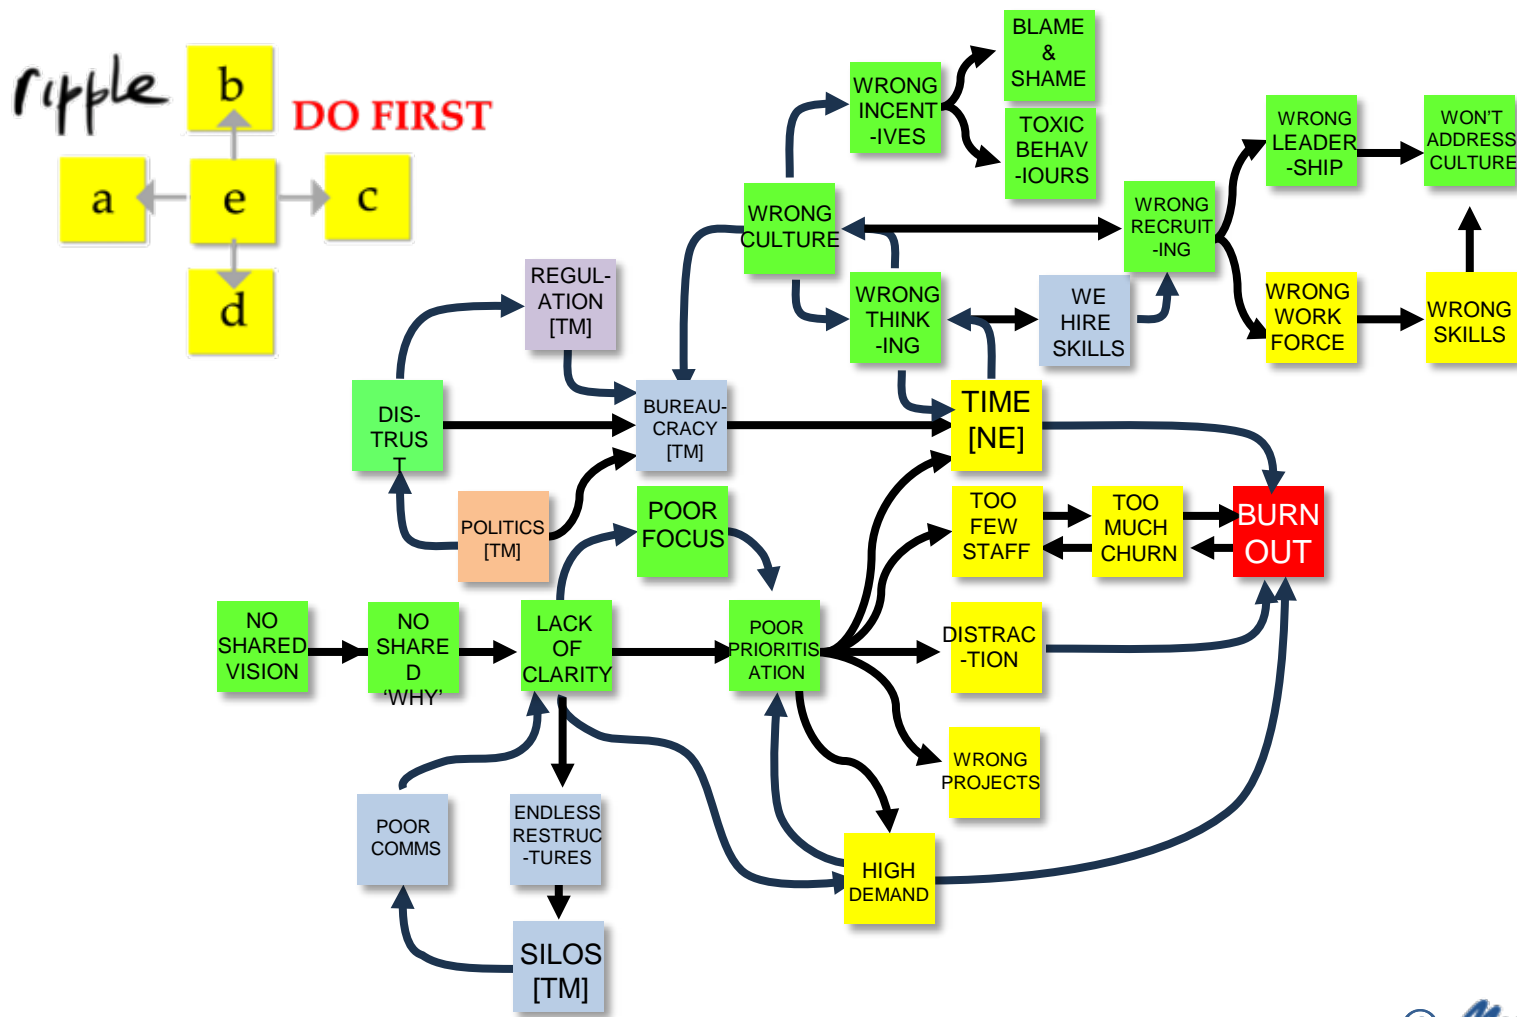 ripple
b
DO FIRST
a
e
c
d
BLAME
&
SHAME
WRONG
INCENT
-IVES
TOXIC
BEHAV
-IOURS
WRONG
LEADER
-SHIP
WON'T
ADDRESS
CULTURE
WRONG
CULTURE
WRONG
RECRUIT
-ING
REGUL-
ATION
[TM]
WRONG
THINK
-ING
WE
HIRE
SKILLS
WRONG
WORK
FORCE
WRONG
SKILLS
DIS-
TRUS
T
BUREAU-
CRACY
[TM]
TIME
[NE]
POLITICS
[TM]
POOR
FOCUS
TOO
FEW
STAFF
TOO
MUCH
CHURN
BURN
OUT
NO
SHARED
VISION
NO
SHARE
D
‘WHY’
LACK
OF
CLARITY
POOR
PRIORITIS
ATION
DISTRAC
-TION
WRONG
PROJECTS
POOR
COMMS
ENDLESS
RESTRUC
-TURES
HIGH
DEMAND
SILOS
[TM]